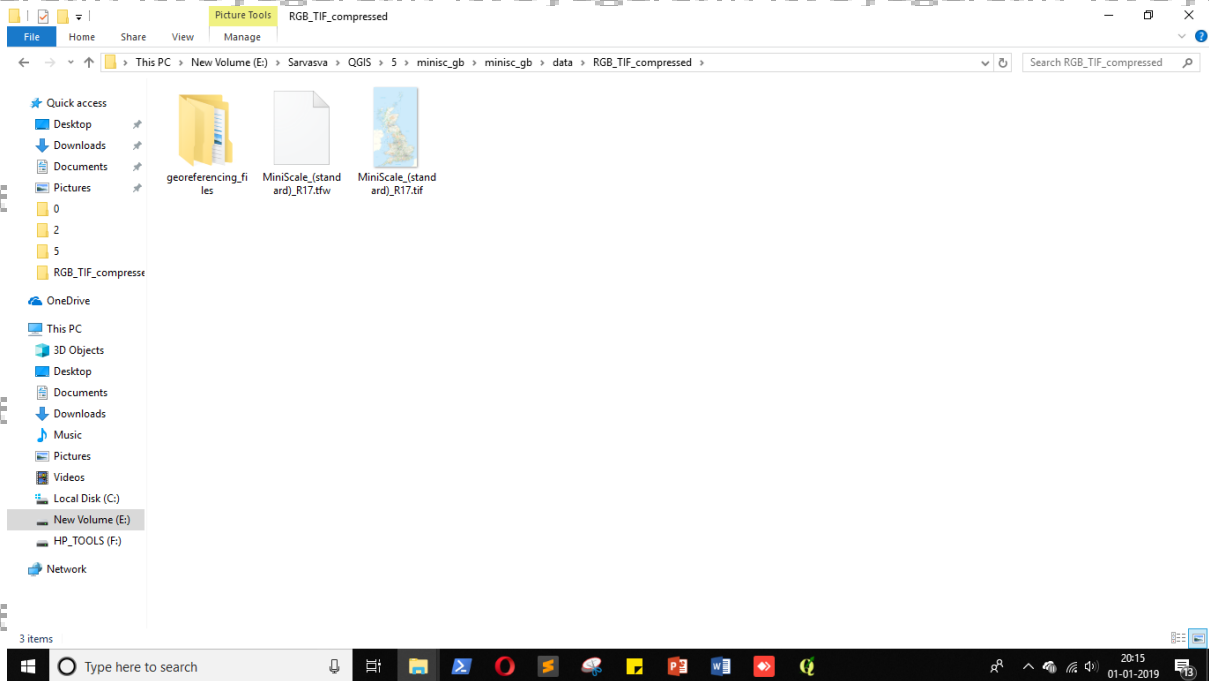 Picture Tools
RGB_TIF_compressed
File
Home
Share
View
Manage
This PC > New Volume (E:) > Sarvasva > QGIS > 5 > minisc_gb > minisc_gb > data > RGB_TIF_compressed >
Search RGB_TIF_compressed
Quick access
Desktop
Downloads
Documents
Pictures
0
2
5
RGB_TIF_compresse
OneDrive
This PC
3D Objects
Desktop
Documents
Downloads
Music
Pictures
Videos
Local Disk (C:)
New Volume (E:)
HP_TOOLS (F:)
Network
georeferencing_fi
les
MiniScale_(stand
ard)_R17.tfw
MiniScale_(stand
ard)_R17.tif
3 items
Type here to search
20:15
01-01-2019
13